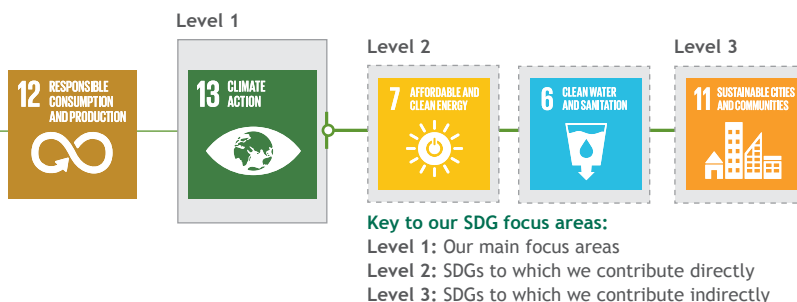 Level 1
Level 2
Level 3
12 RESPONSIBLE
CONSUMPTION
AND PRODUCTION
13 CLIMATE
ACTION
7 AFFORDABLE AND
CLEAN ENERGY
6 CLEAN WATER
AND SANITATION
11 SUSTAINABLE CITIES
AND COMMUNITIES
Key to our SDG focus areas:
Level 1: Our main focus areas
Level 2: SDGs to which we contribute directly
Level 3: SDGs to which we contribute indirectly